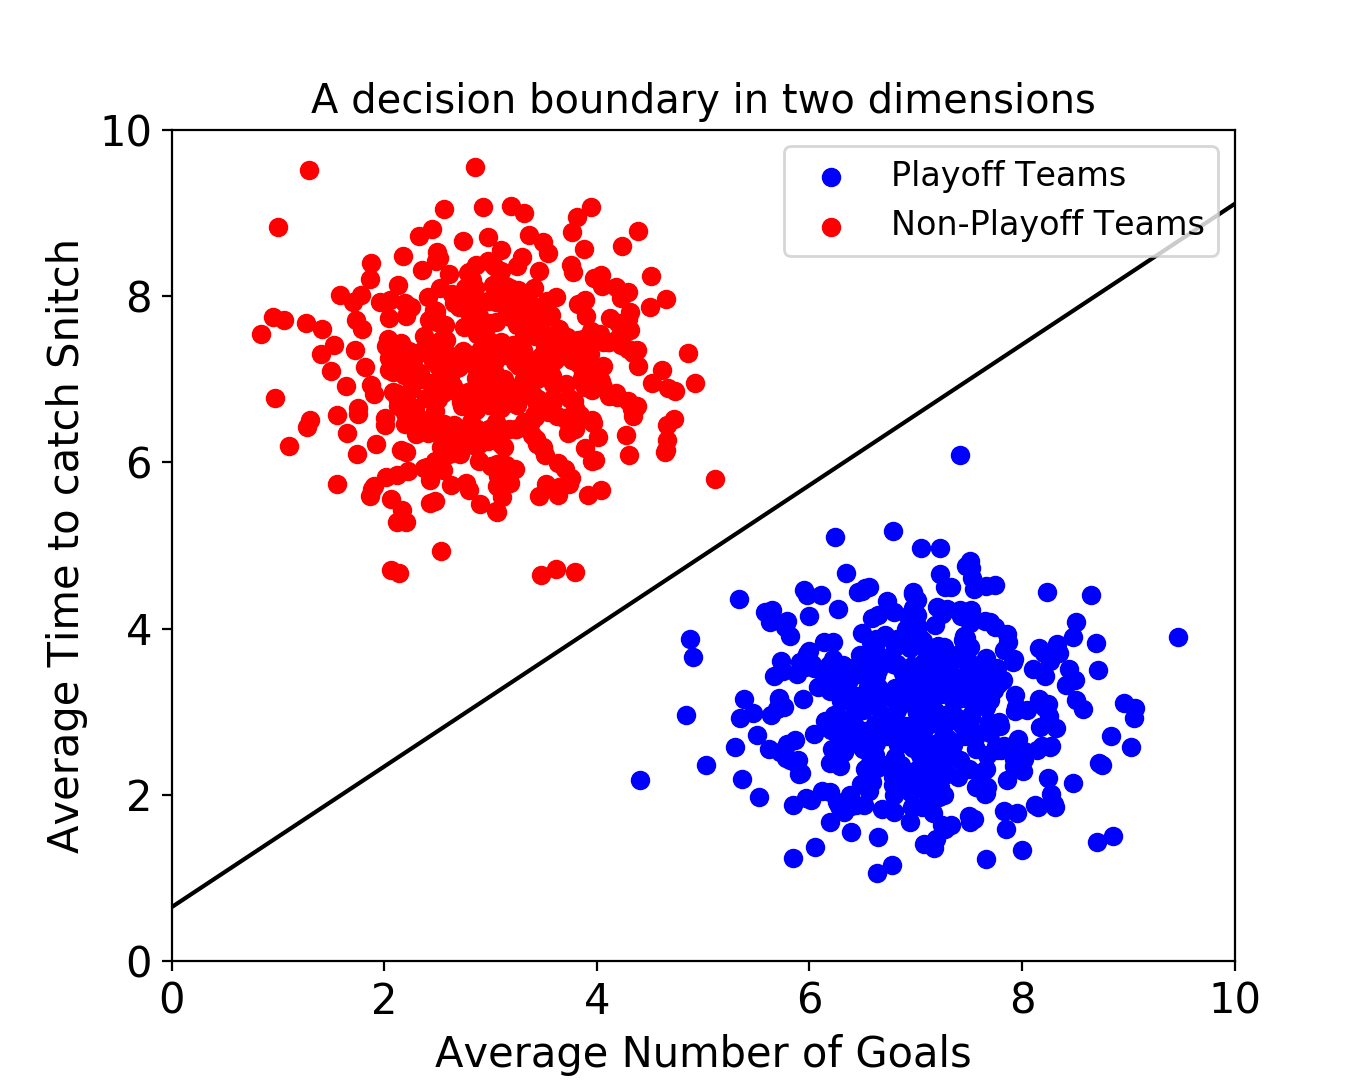 A decision boundary in two dimensions
Playoff Teams
Non-Playoff Teams
Average Time to catch Snitch
10
8
6
4
2
0
0 2 4 6 8 10
Average Number of Goals